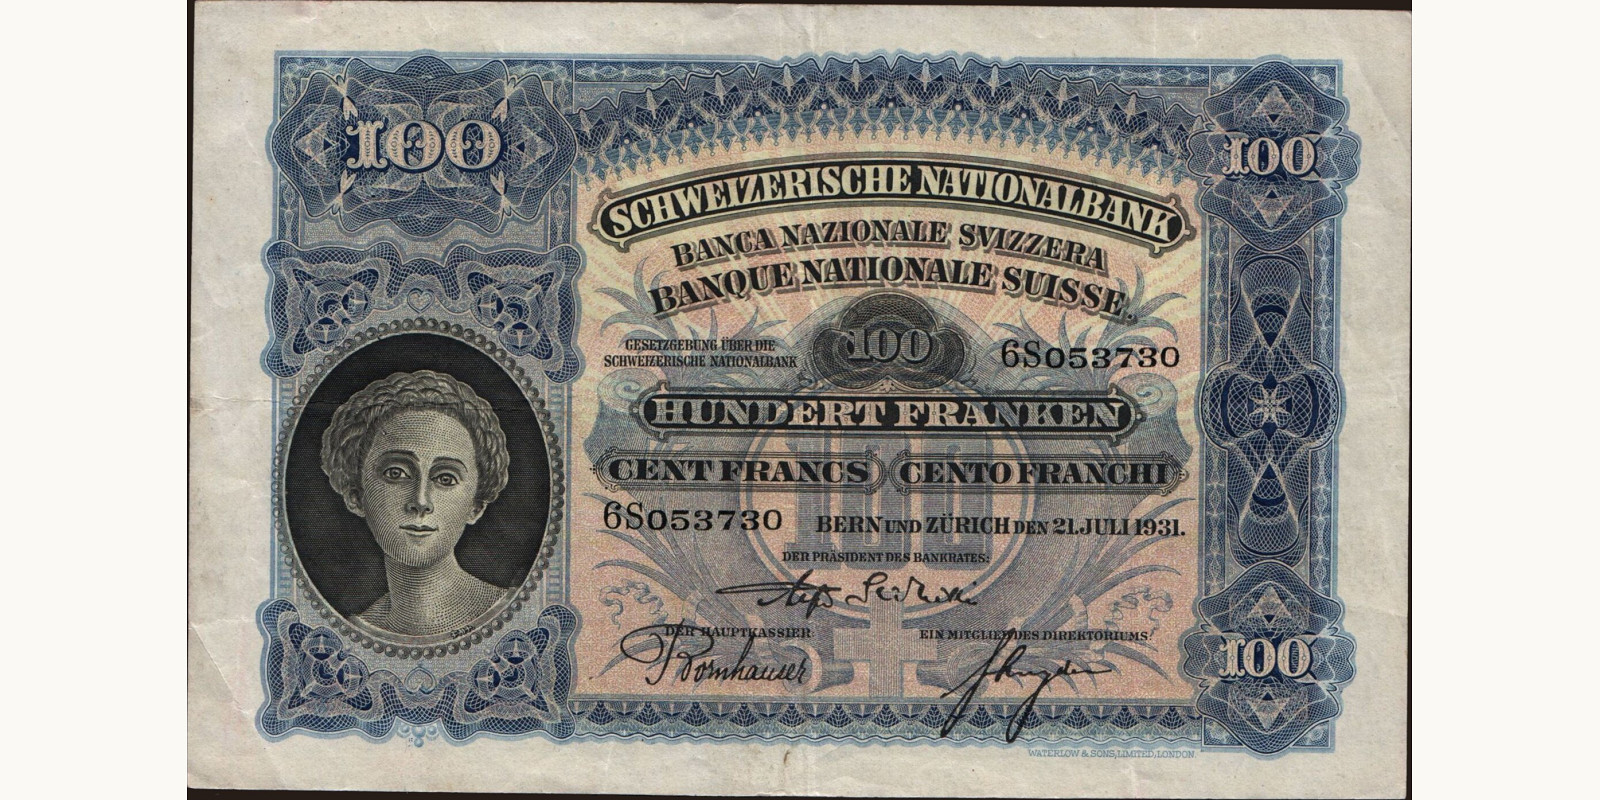 100
100
SCHWEIZERISCHE NATIONALBANK
BANCA NAZIONALE SVIZZERA
BANQUE NATIONALE SUISSE.
GESETZGEBUNG ÜBER DIE
SCHWEIZERISCHE NATIONALBANK
100
6S053730
HUNDERT FRANKEN
100
CENT FRANCS CENTO FRANCHI
6S053730
BERN UND ZÜRICH DEN 21. JULI 1931.
DER PRÄSIDENT DES BANKRATES:
DER HAUPTKASSIER:
EIN MITGLIED DES DIREKTORIUMS:
Bornhauser
100
WATERLOW & SONS, LIMITED, LONDON.